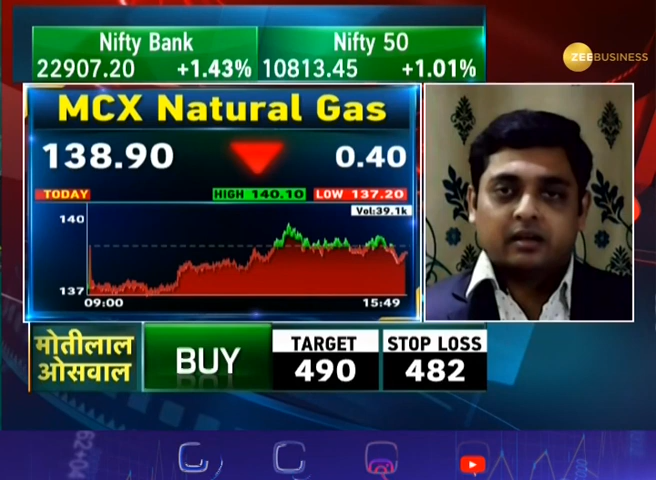 Nifty Bank
22907.20 +1.43%
Nifty 50
10813.45 +1.01%
ZEEBUSINESS
MCX Natural Gas
138.90 0.40
TODAY HIGH 140.10 LOW 137.20
Vol:39.1k
140
137
09:00 15:49
मोतीलाल
ओसवाल
BUY
TARGET
490
STOP LOSS
482